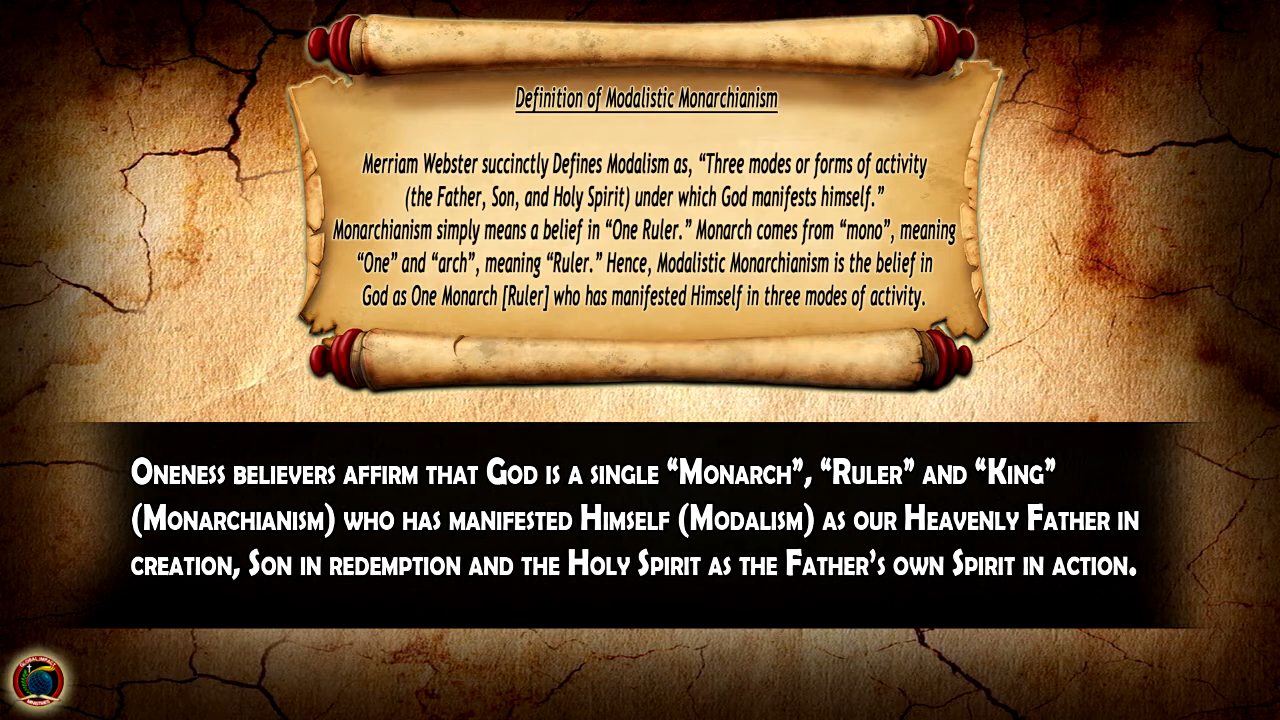 Definition of Modalistic Monarchianism
Merriam Webster succinctly Defines Modalism as, “Three modes or forms of activity
(the Father, Son, and Holy Spirit) under which God manifests himself.”
Monarchianism simply means a belief in “One Ruler.” Monarch comes from “mono”, meaning
“One” and “arch”, meaning “Ruler.” Hence, Modalistic Monarchianism is the belief in
God as One Monarch [Ruler] who has manifested Himself in three modes of activity.
Oneness believers affirm that God is a single “Monarch”, “Ruler” and “King”
(Monarchianism) who has manifested Himself (Modalism) as our Heavenly Father in
creation, Son in redemption and the Holy Spirit as the Father’s own Spirit in action.
GLOBAL IMPACT
MINISTRIES